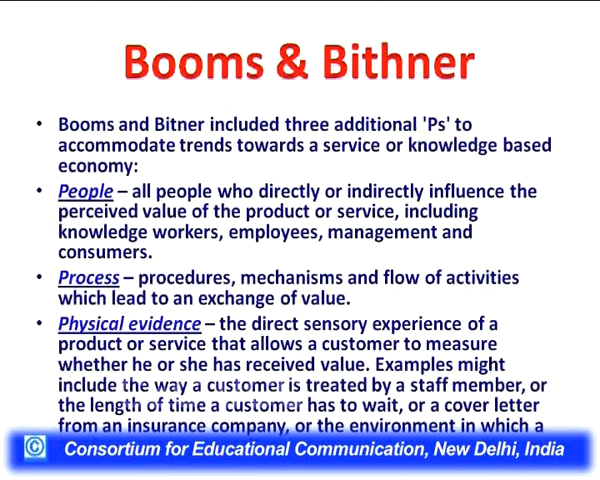 Booms & Bithner
• Booms and Bitner included three additional 'Ps' to
accommodate trends towards a service or knowledge based
economy:
• People – all people who directly or indirectly influence the
perceived value of the product or service, including
knowledge workers, employees, management and
consumers.
• Process – procedures, mechanisms and flow of activities
which lead to an exchange of value.
• Physical evidence – the direct sensory experience of a
product or service that allows a customer to measure
whether he or she has received value. Examples might
include the way a customer is treated by a staff member, or
the length of time a customer has to wait, or a cover letter
from an insurance company, or the environment in which a
© Consortium for Educational Communication, New Delhi, India